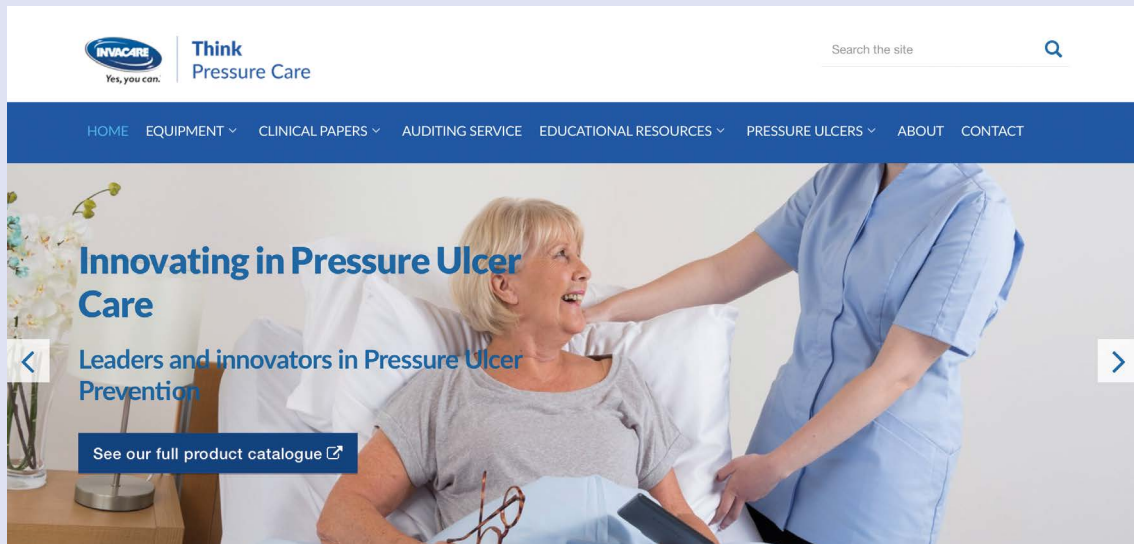 INVACARE
Yes, you can.
Think
Pressure Care
Search the site
HOME EQUIPMENT CLINICAL PAPERS AUDITING SERVICE EDUCATIONAL RESOURCES PRESSURE ULCERS ABOUT CONTACT
Innovating in Pressure Ulcer
Care
Leaders and innovators in Pressure Ulcer
Prevention
See our full product catalogue